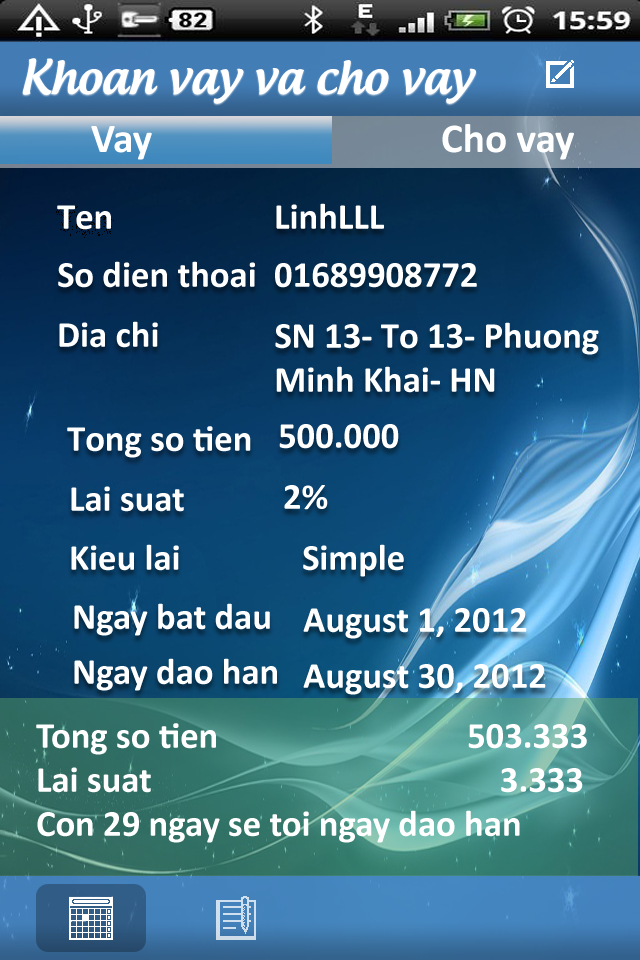 82 E 15:59
Khoan vay va cho vay
Vay Cho vay
Ten LinhLLL
So dien thoai 01689908772
Dia chi SN 13- To 13- Phuong
Minh Khai- HN
Tong so tien 500.000
Lai suat 2%
Kieu lai Simple
Ngay bat dau August 1, 2012
Ngay dao han August 30, 2012
Tong so tien 503.333
Lai suat 3.333
Con 29 ngay se toi ngay dao han